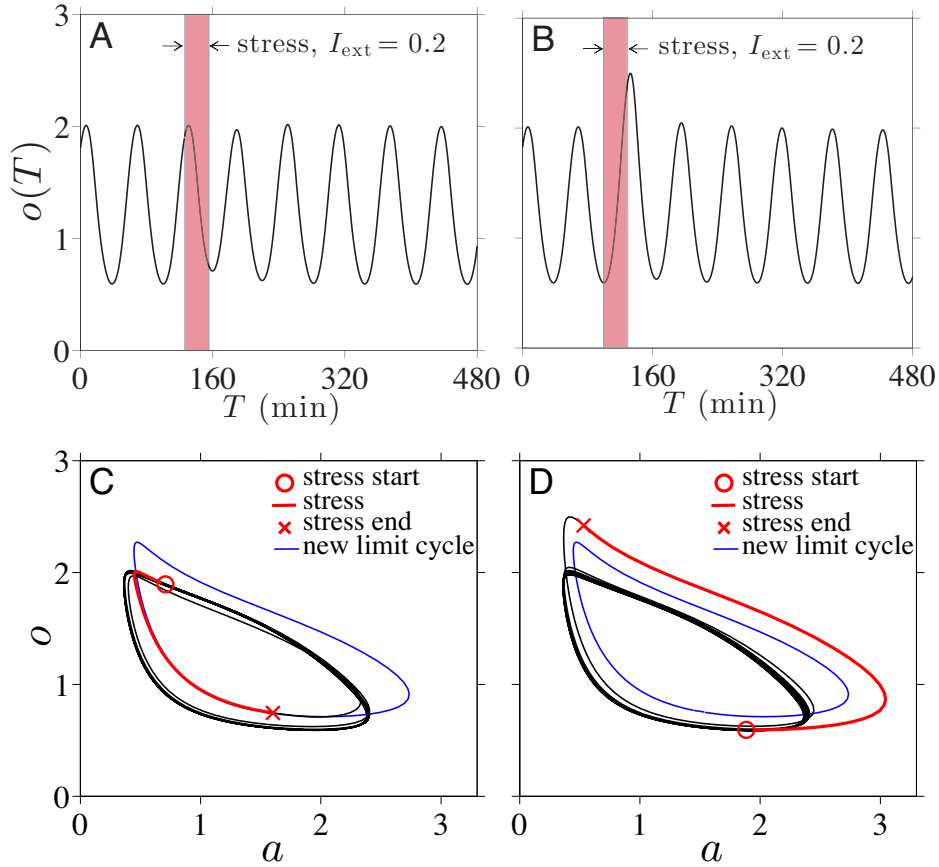 A
stress, I_ext = 0.2
B
stress, I_ext = 0.2
o(T)
3
2
1
0
0 160 320 480
T (min)
0 160 320 480
T (min)
C
stress start
stress
stress end
new limit cycle
D
stress start
stress
stress end
new limit cycle
o
3
2
1
0
0 1 2 3
a
0 1 2 3
a